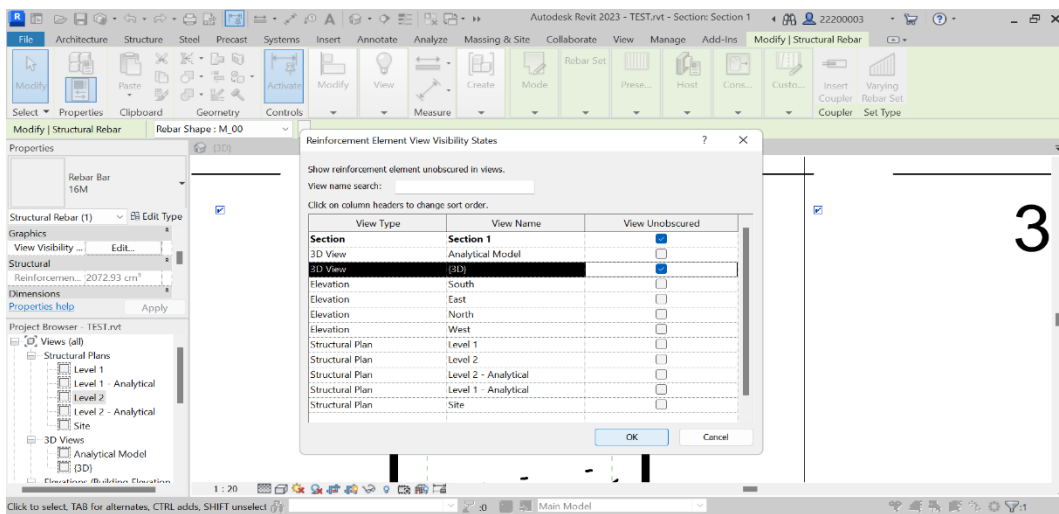 Autodesk Revit 2023 - TEST.rvt - Section: Section 1 22200003
File Architecture Structure Steel Precast Systems Insert Annotate Analyze Massing & Site Collaborate View Manage Add-Ins Modify | Structural Rebar
Modify Paste Activate Modify View Create Mode Rebar Set Prese... Host Cons... Custo... Insert Coupler Varying Rebar Set
Select Properties Clipboard Geometry Controls Measure Coupler Set Type
Modify | Structural Rebar Rebar Shape : M_00
Properties
{3D}
Rebar Bar
16M
Structural Rebar (1) Edit Type
Graphics
View Visibility ... Edit...
Structural
Reinforcemen... 2072.93 cm³
Dimensions
Properties help Apply
Project Browser - TEST.rvt
Views (all)
Structural Plans
Level 1
Level 1 - Analytical
Level 2
Level 2 - Analytical
Site
3D Views
Analytical Model
{3D}
Elevations (Building Elevation
Reinforcement Element View Visibility States ?
Show reinforcement element unobscured in views.
View name search:
Click on column headers to change sort order.
View Type View Name View Unobscured
Section Section 1
3D View Analytical Model
3D View {3D}
Elevation South
Elevation East
Elevation North
Elevation West
Structural Plan Level 1
Structural Plan Level 2
Structural Plan Level 2 - Analytical
Structural Plan Level 1 - Analytical
Structural Plan Site
OK Cancel
3
1 : 20
Click to select, TAB for alternates, CTRL adds, SHIFT unselect :0 Main Model :1